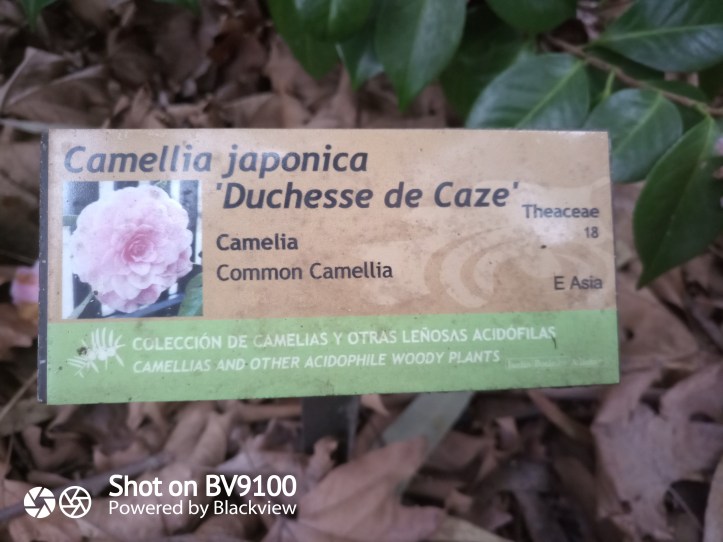 Camellia japonica
'Duchesse de Caze'
Theaceae
18
Camelia
Common Camellia
E Asia
COLECCIÓN DE CAMELIAS Y OTRAS LEÑOSAS ACIDÓFILAS
CAMELLIAS AND OTHER ACIDOPHILE WOODY PLANTS
Shot on BV9100
Powered by Blackview